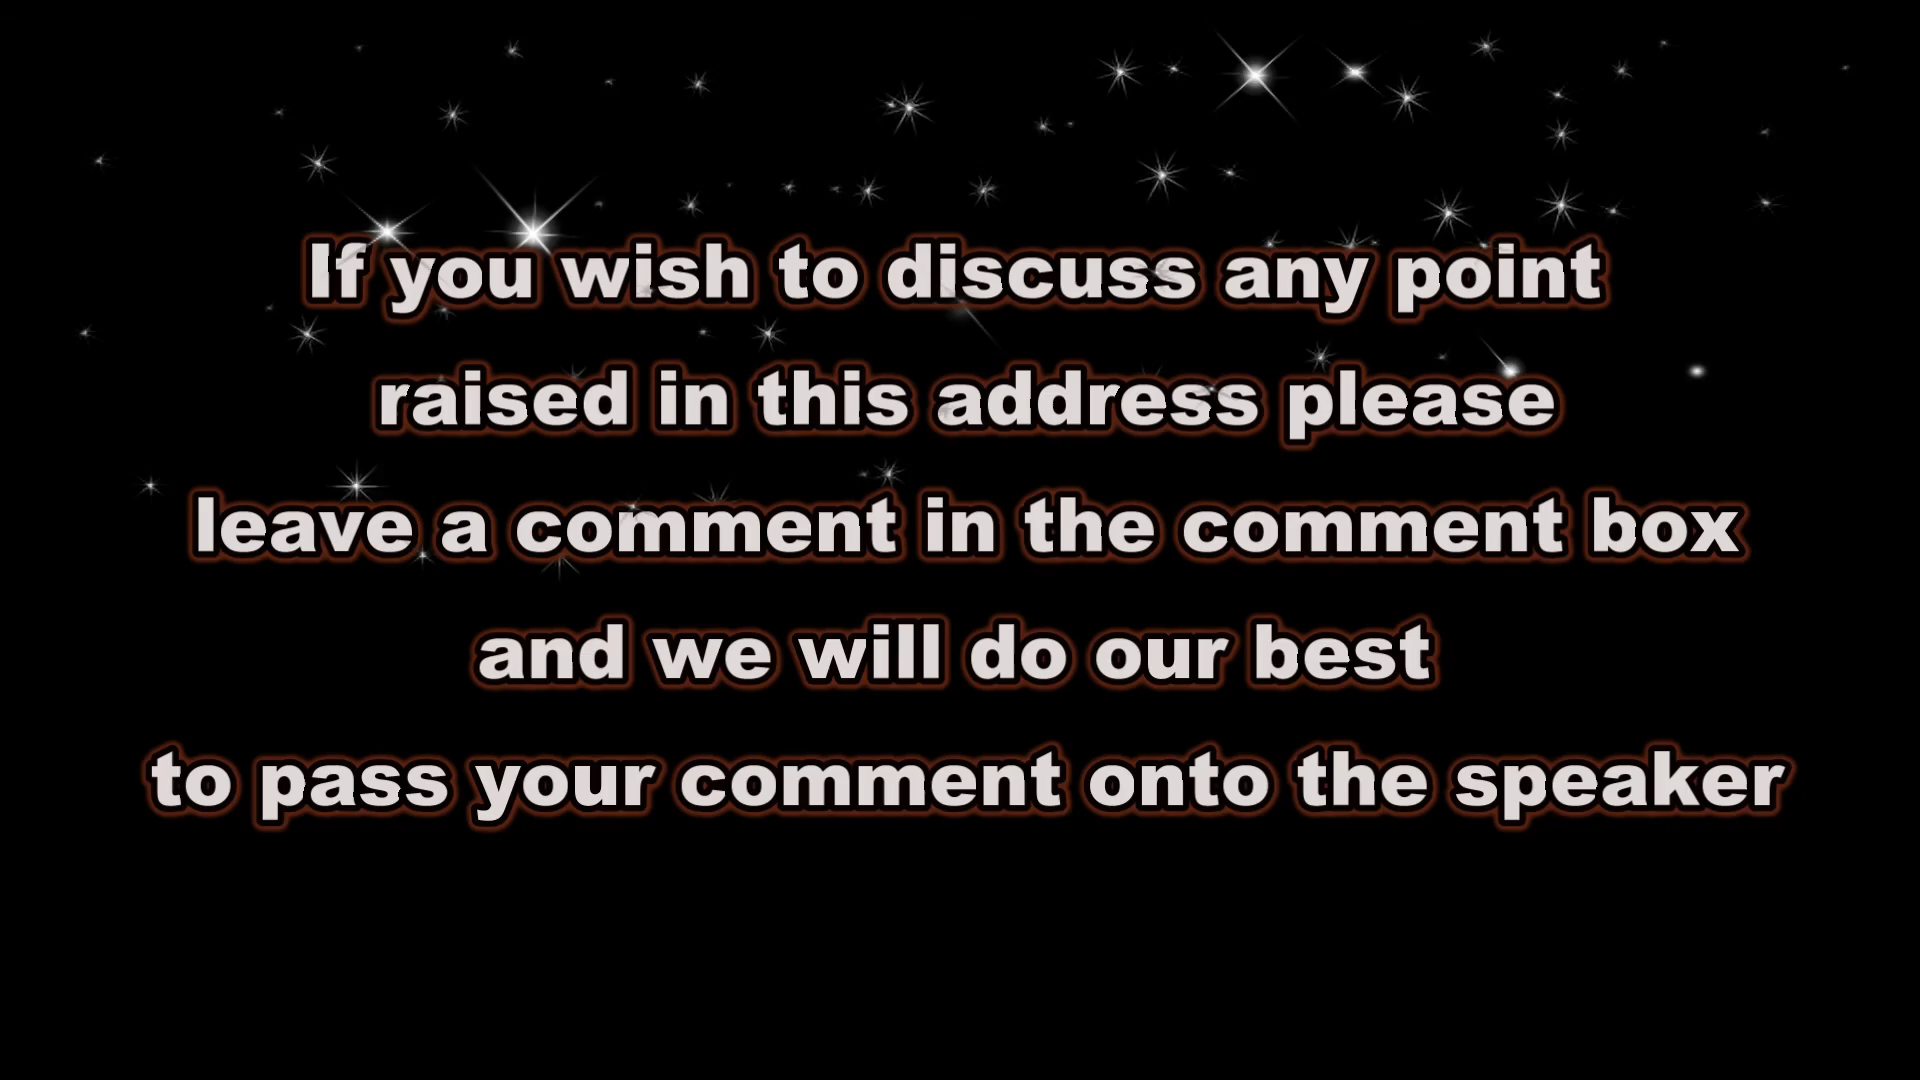 If you wish to discuss any point
raised in this address please
leave a comment in the comment box
and we will do our best
to pass your comment onto the speaker